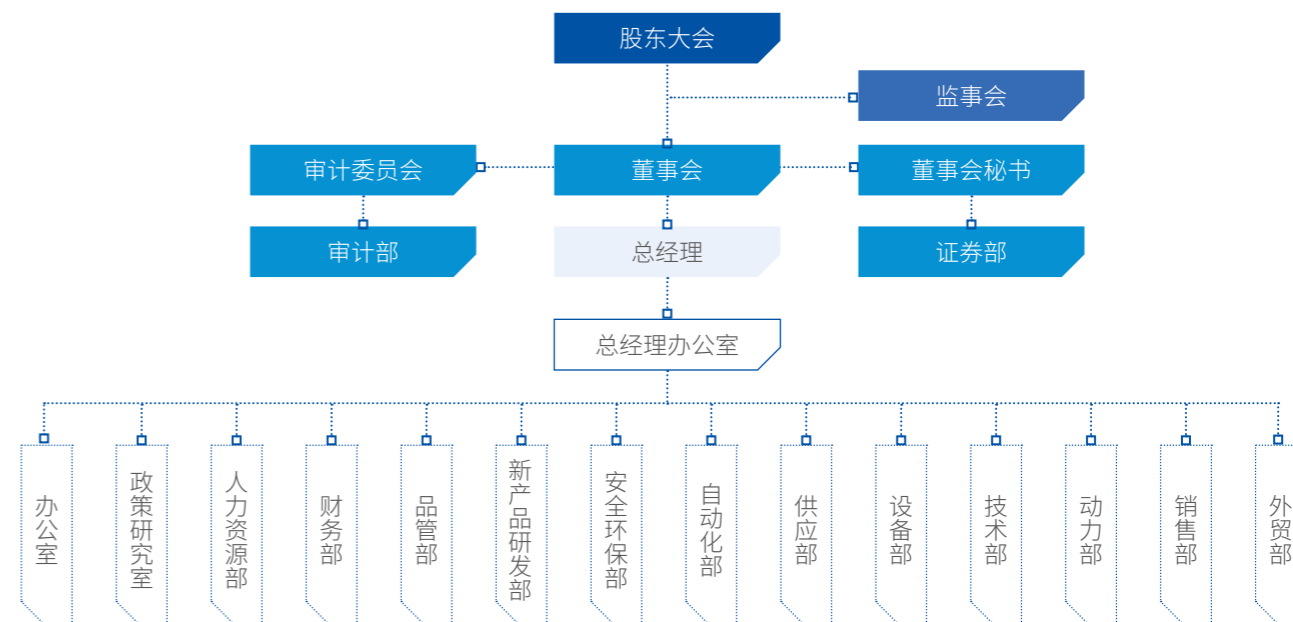 股东大会
监事会
审计委员会
董事会
董事会秘书
审计部
总经理
证券部
总经理办公室
办公室
政策研究室
人力资源部
财务部
品管部
新产品研发部
安全环保部
自动化部
供应部
设备部
技术部
动力部
销售部
外贸部